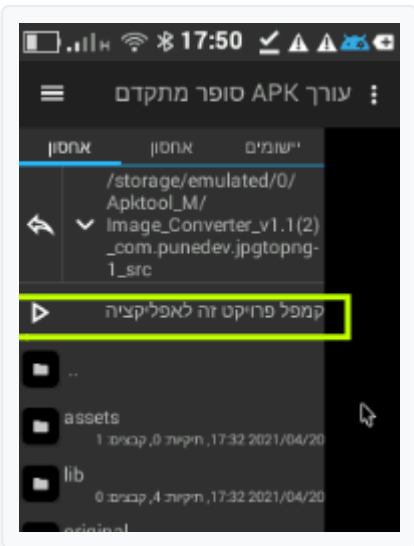 17:50
עורך APK סופר מתקדם
אחסון
אחסון
יישומים
/storage/emulated/0/
Apktool_M/
Image_Converter_v1.1(2)
_com.punedev.jpgtopng-
1_src
קמפל פרויקט זה לאפליקציה
..
assets
17:32 2021/04/20, תיקיות: 0, קבצים: 1
lib
17:32 2021/04/20, תיקיות: 4, קבצים: 0
original